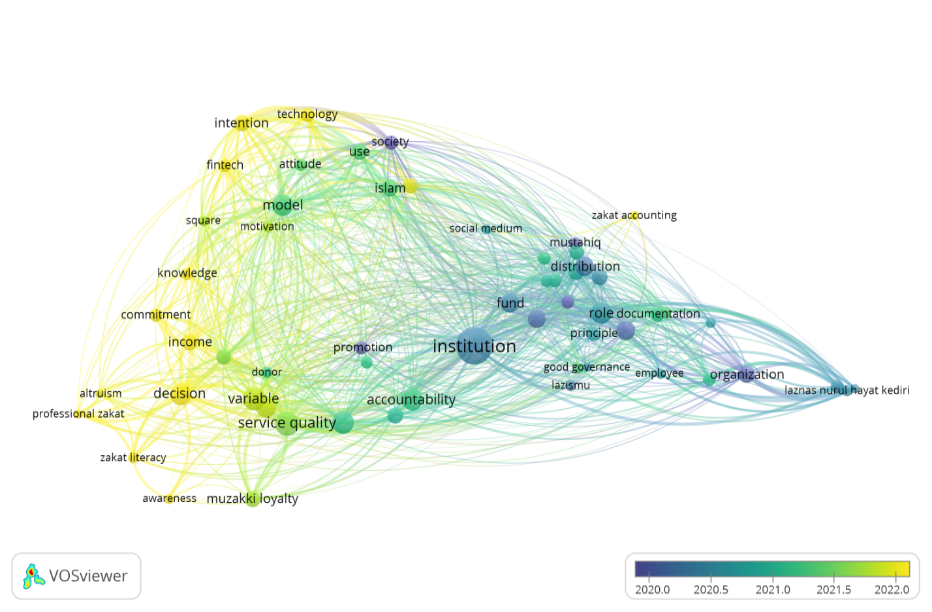 technology
intention
society
use
fintech
attitude
islam
model
square
motivation
social medium
zakat accounting
mustahiq
distribution
knowledge
fund
commitment
role
documentation
principle
income
promotion
institution
good governance
employee
organization
donor
lazismu
laznas nurul hayat kediri
altruism
decision
variable
accountability
professional zakat
service quality
zakat literacy
awareness
muzakki loyalty
VOSviewer
2020.0 2020.5 2021.0 2021.5 2022.0